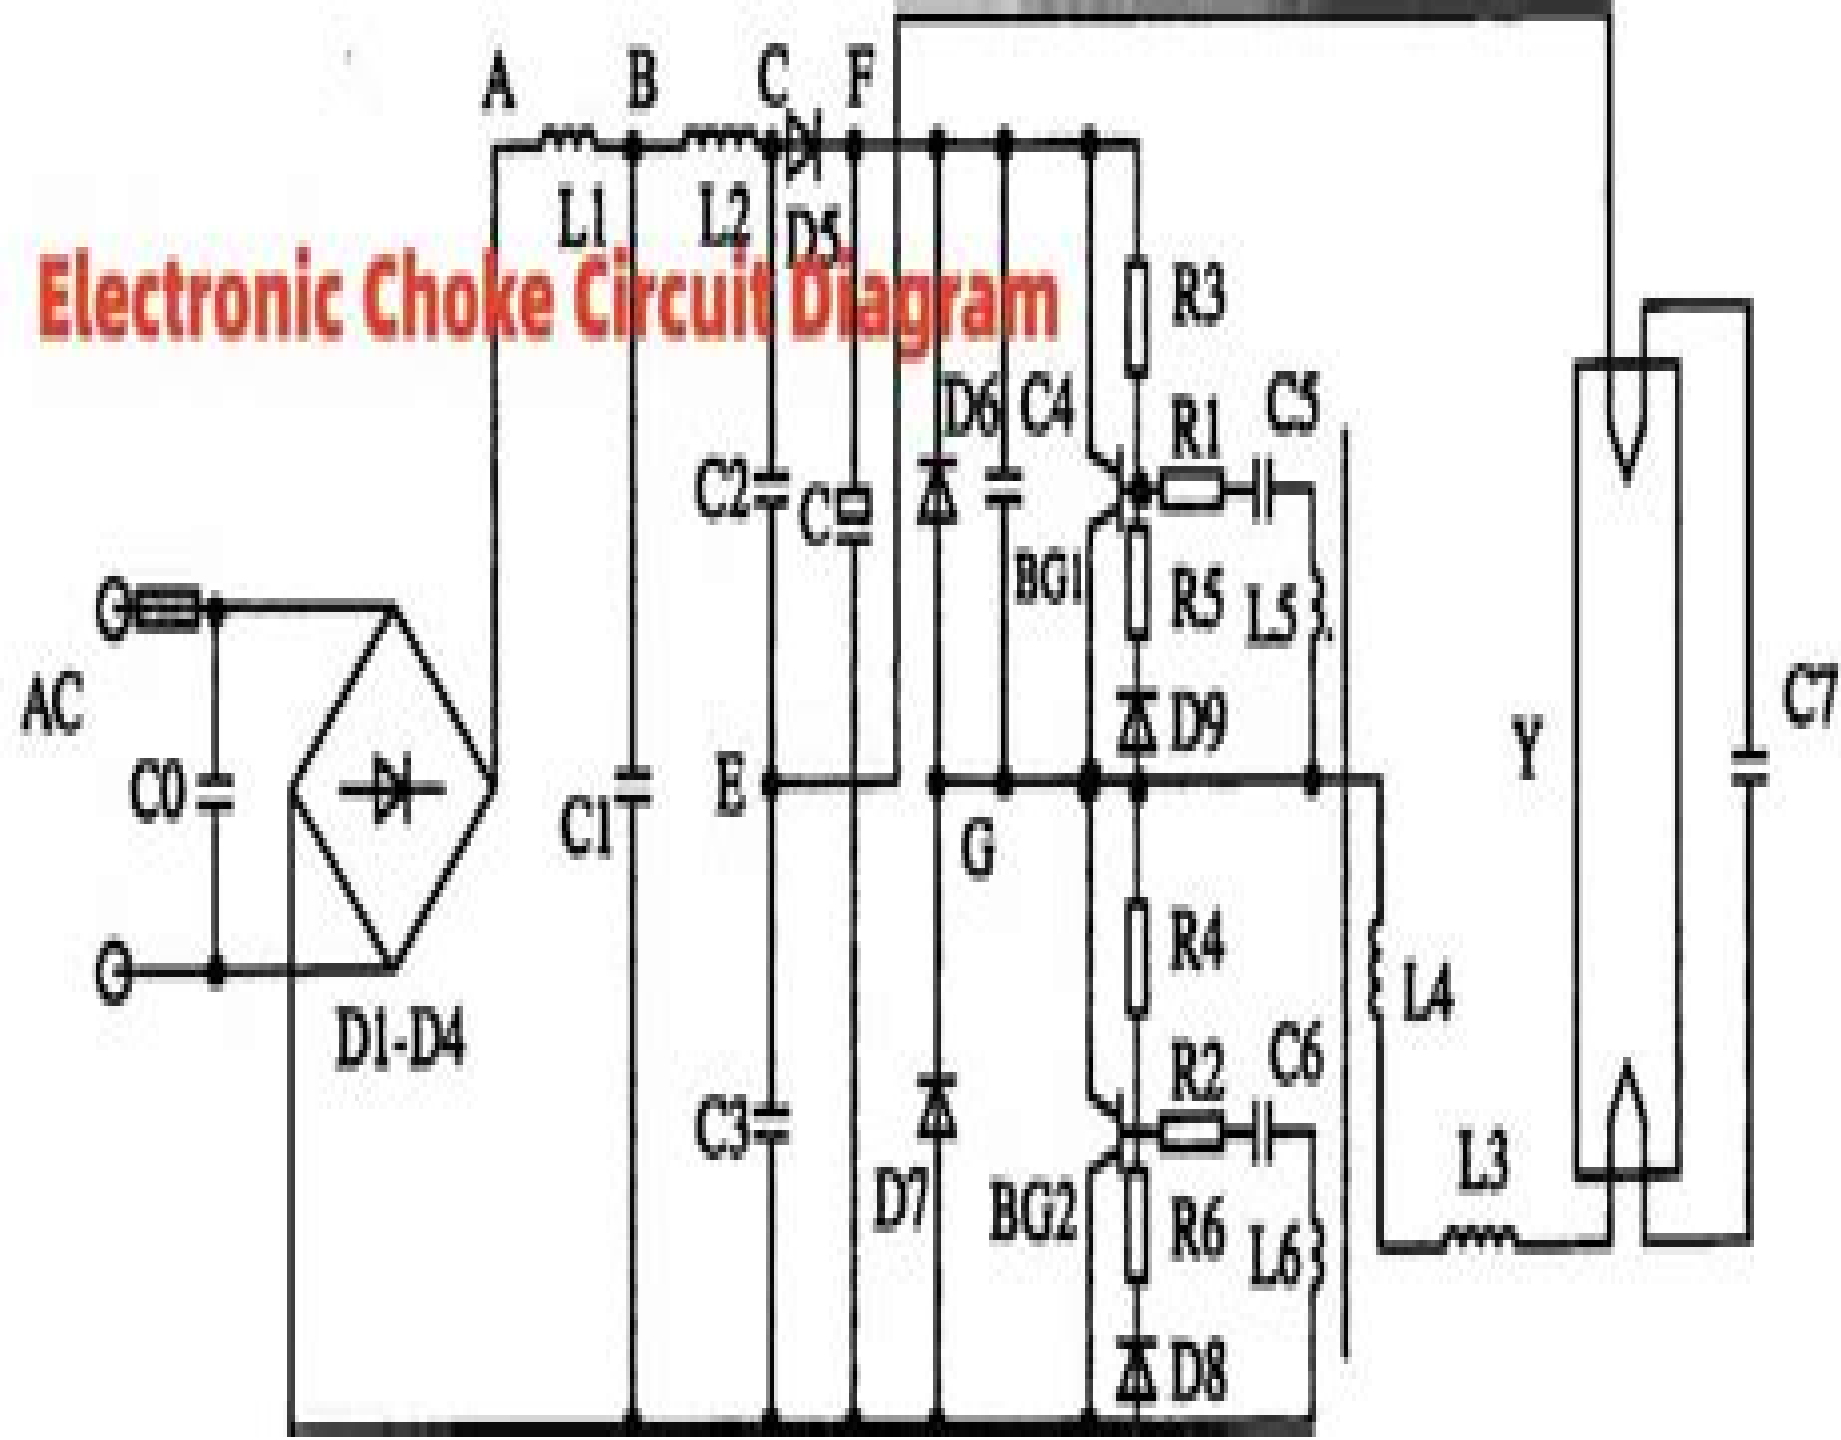 A B C F
L1 L2 D5
Electronic Choke Circuit Diagram
R3
D6 C4 R1 C5
C2 C
BG1 R5 L5
AC
D9
C7
Y
C0 C1 E
G
R4
L4
D1-D4
R2 C6
C3
L3
D7 BG2 R6 L6
D8